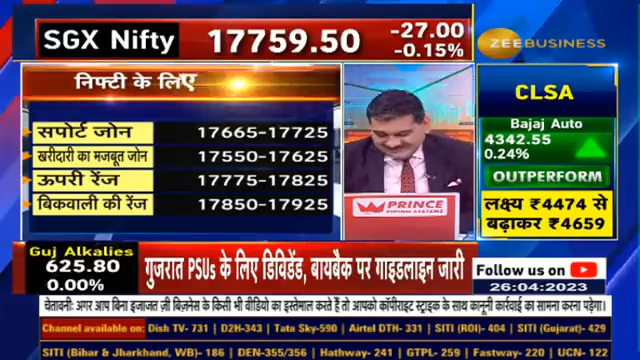 SGX Nifty 17759.50 -27.00
-0.15%
ZEE BUSINESS
निफ्टी के लिए
सपोर्ट जोन 17665-17725
खरीदारी का मजबूत जोन 17550-17625
ऊपरी रेंज 17775-17825
बिकवाली की रेंज 17850-17925
PRINCE
PIPING SYSTEMS
CLSA
Bajaj Auto
4342.55
0.24%
OUTPERFORM
लक्ष्य ₹4474 से
बढ़ाकर ₹4659
Guj Alkalies
625.80
0.00%
गुजरात PSUs के लिए डिविडेंड, बायबैक पर गाइडलाइन जारी
Follow us on
26:04:2023
चेतावनी: अगर आप बिना इजाजत ज़ी बिज़नेस के किसी भी वीडियो का इस्तेमाल करते हैं तो आपको कॉपीराइट स्ट्राइक के साथ कानूनी कार्रवाई का सामना करना पड़ेगा.
Channel available on: Dish TV- 731 | D2H-343 | Tata Sky-590 | Airtel DTH- 331 | SITI (ROI) - 404 | SITI (Gujarat) - 429
SITI (Bihar & Jharkhand, WB)- 186 | DEN-355/356 | Hathway- 241 | GTPL- 259 | Fastway- 220 | UCN- 122